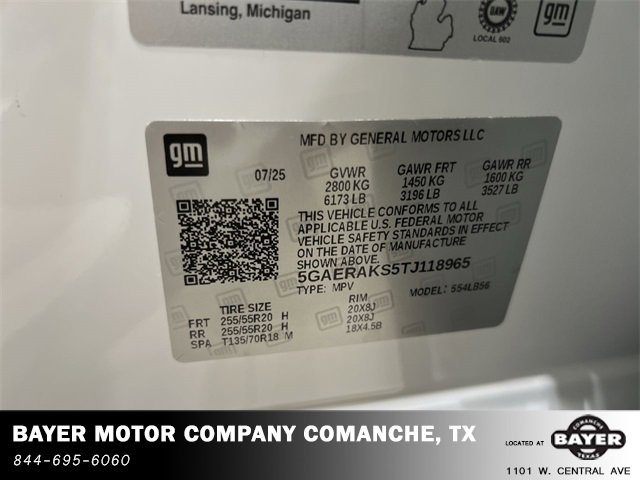 Lansing, Michigan
UAW
LOCAL 602
gm
gm
MFD BY GENERAL MOTORS LLC
07/25 GVWR GAWR FRT GAWR RR
2800 KG 1450 KG 1600 KG
6173 LB 3196 LB 3527 LB
THIS VEHICLE CONFORMS TO ALL
APPLICABLE U.S. FEDERAL MOTOR
VEHICLE SAFETY STANDARDS IN EFFECT
ON THE DATE OF MANUFACTURE
SHOWN ABOVE.
5GAERAKS5TJ118965
TYPE: MPV MODEL: 554LB56
TIRE SIZE RIM
FRT 255/55R20 H 20X8J
RR 255/55R20 H 20X8J
SPA T135/70R18 M 18X4.5B
BAYER MOTOR COMPANY COMANCHE, TX
844-695-6060
LOCATED AT
COMANCHE
BAYER
TEXAS
1101 W. CENTRAL AVE